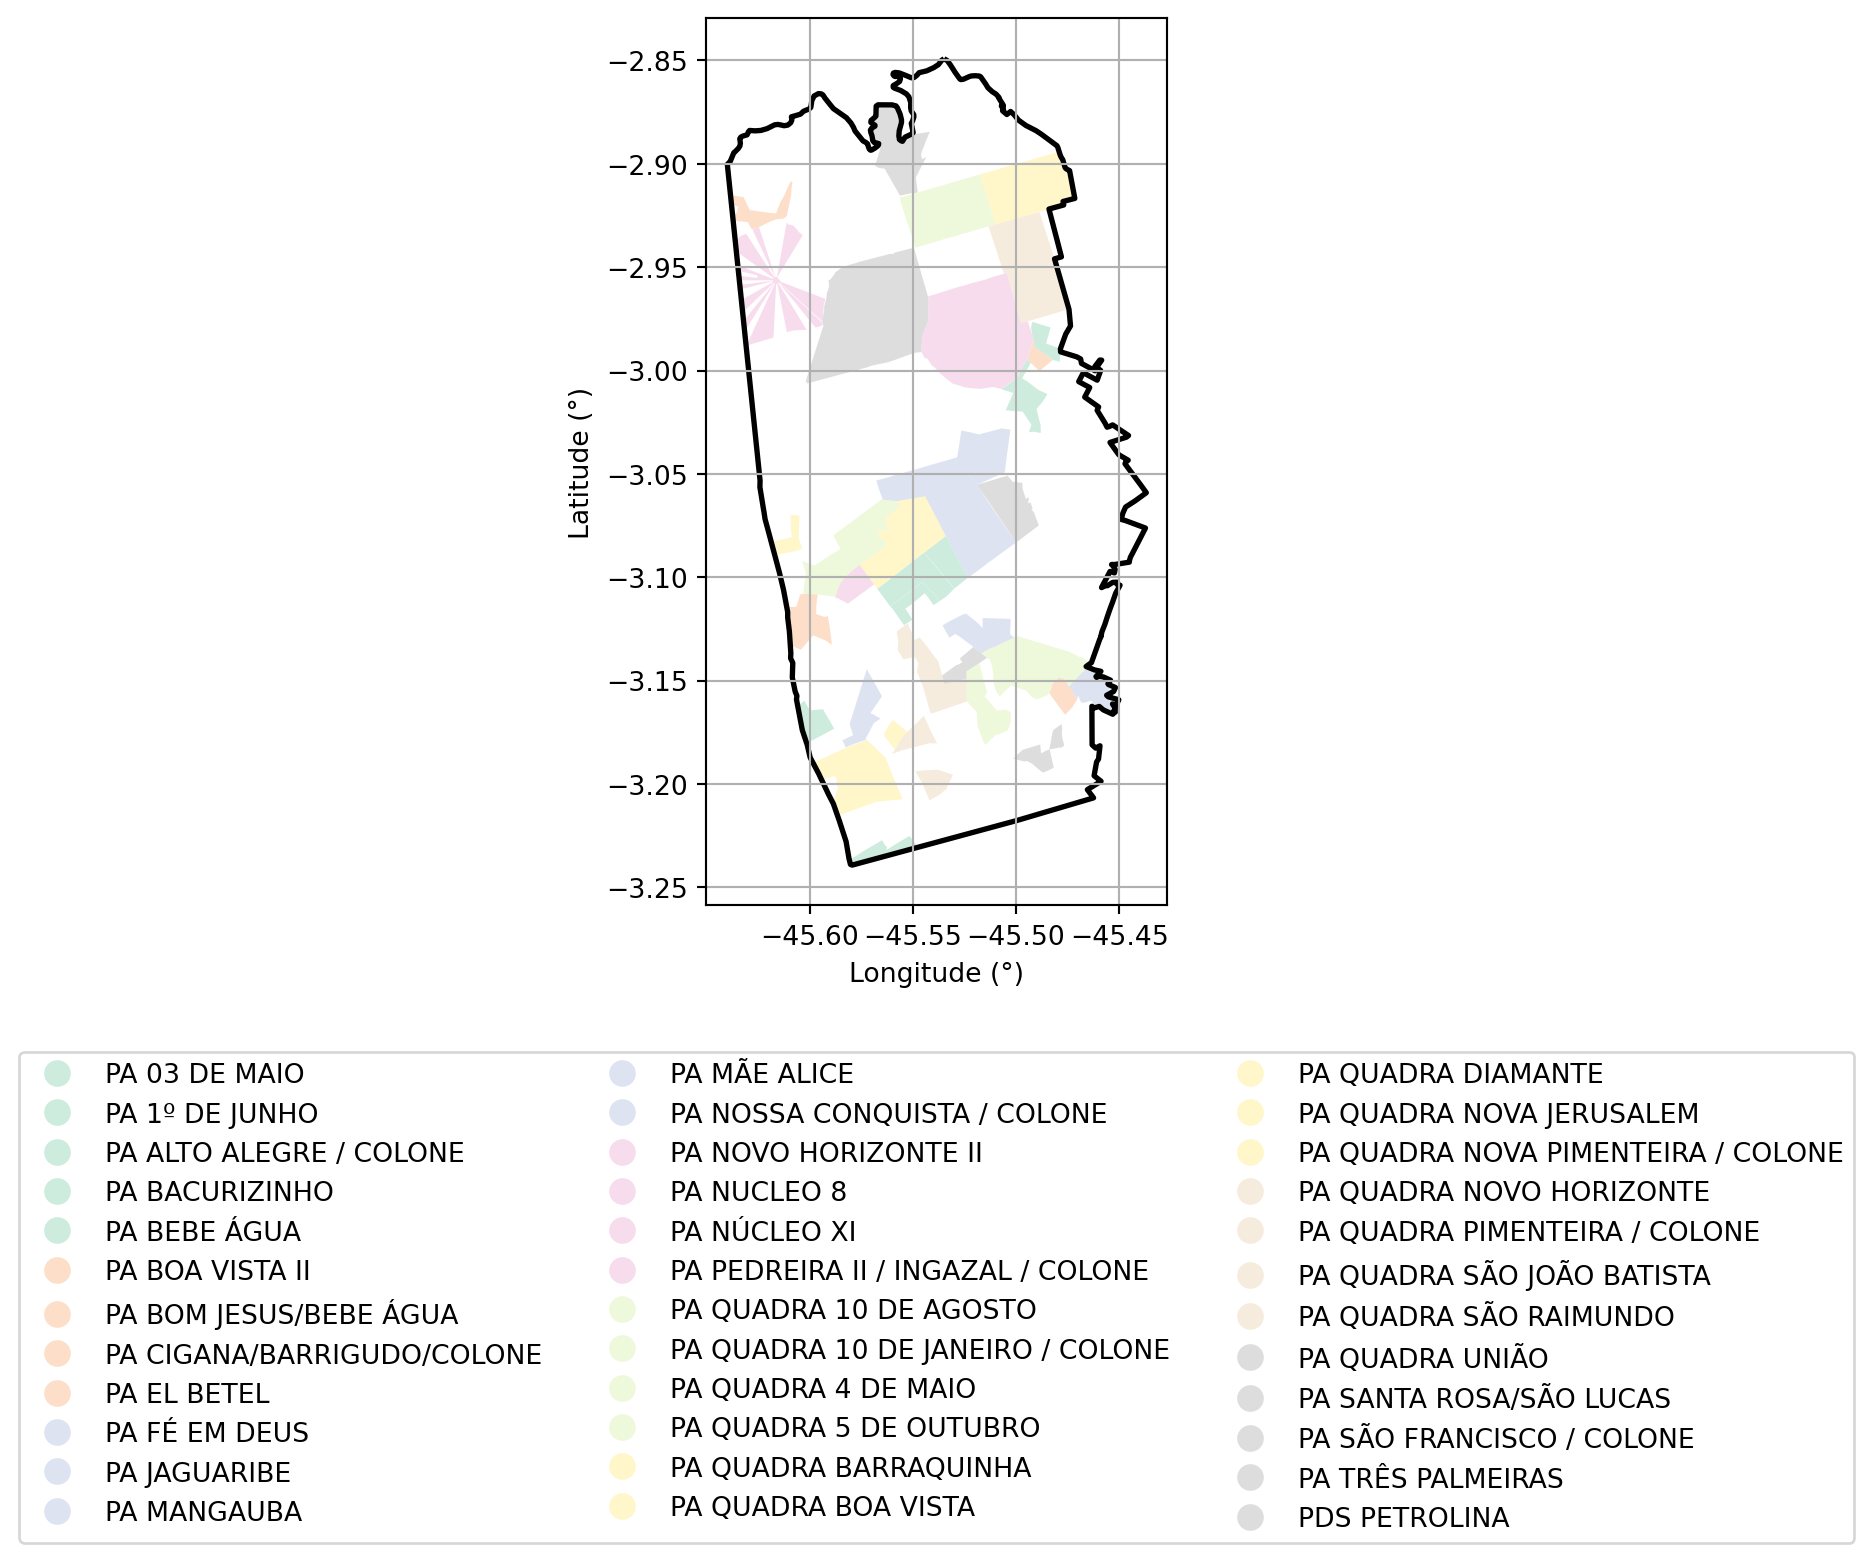 −2.85
−2.90
−2.95
−3.00
−3.05
−3.10
−3.15
−3.20
−3.25
Latitude (°)
−45.60 −45.55 −45.50 −45.45
Longitude (°)
PA 03 DE MAIO
PA 1º DE JUNHO
PA ALTO ALEGRE / COLONE
PA BACURIZINHO
PA BEBE ÁGUA
PA BOA VISTA II
PA BOM JESUS/BEBE ÁGUA
PA CIGANA/BARRIGUDO/COLONE
PA EL BETEL
PA FÉ EM DEUS
PA JAGUARIBE
PA MANGAUBA
PA MÃE ALICE
PA NOSSA CONQUISTA / COLONE
PA NOVO HORIZONTE II
PA NUCLEO 8
PA NÚCLEO XI
PA PEDREIRA II / INGAZAL / COLONE
PA QUADRA 10 DE AGOSTO
PA QUADRA 10 DE JANEIRO / COLONE
PA QUADRA 4 DE MAIO
PA QUADRA 5 DE OUTUBRO
PA QUADRA BARRAQUINHA
PA QUADRA BOA VISTA
PA QUADRA DIAMANTE
PA QUADRA NOVA JERUSALEM
PA QUADRA NOVA PIMENTEIRA / COLONE
PA QUADRA NOVO HORIZONTE
PA QUADRA PIMENTEIRA / COLONE
PA QUADRA SÃO JOÃO BATISTA
PA QUADRA SÃO RAIMUNDO
PA QUADRA UNIÃO
PA SANTA ROSA/SÃO LUCAS
PA SÃO FRANCISCO / COLONE
PA TRÊS PALMEIRAS
PDS PETROLINA